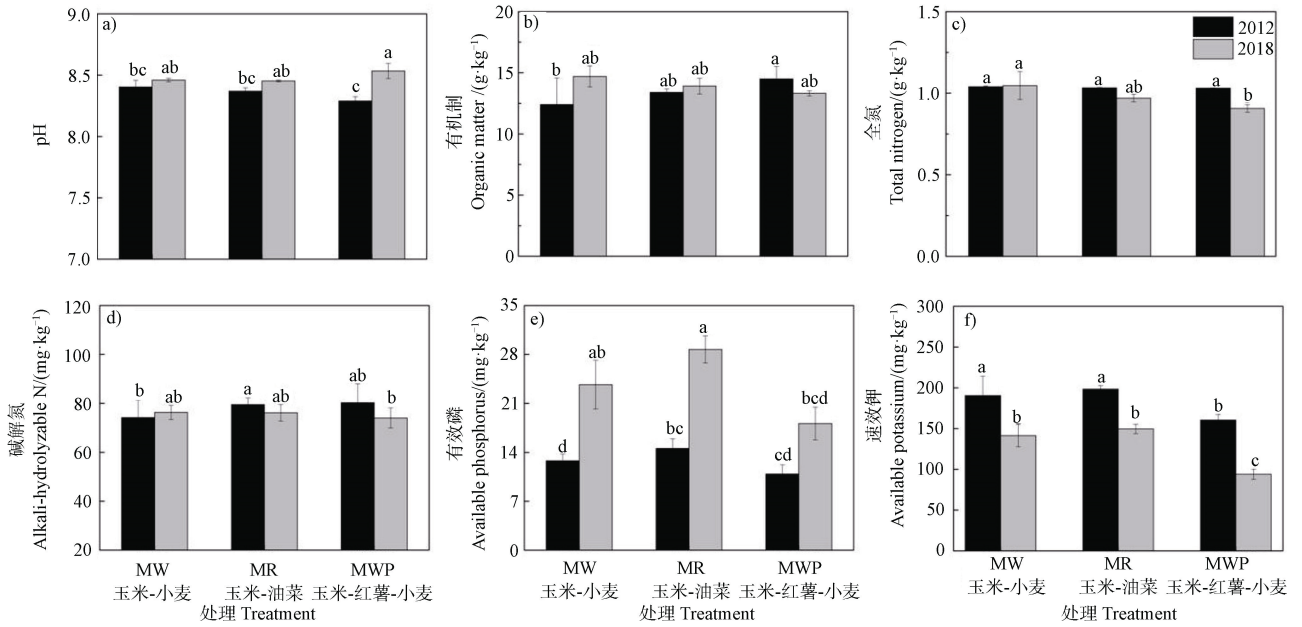 a)
pH
9.0
8.5
8.0
7.5
7.0
bc
ab
bc
ab
c
a
b)
有机制
Organic matter /(g·kg⁻¹)
20
15
10
5
0
b
ab
ab
ab
a
ab
c)
全氮
Total nitrogen/(g·kg⁻¹)
1.5
1.0
0.5
0.0
2012
2018
a
a
a
ab
a
b
d)
碱解氮
Alkali-hydrolyzable N/(mg·kg⁻¹)
120
100
80
60
40
20
b
ab
a
ab
ab
b
MW
MR
MWP
玉米-小麦
玉米-油菜
玉米-红薯-小麦
处理 Treatment
e)
有效磷
Available phosphorus/(mg·kg⁻¹)
35
28
21
14
7
0
d
ab
bc
a
cd
bcd
MW
MR
MWP
玉米-小麦
玉米-油菜
玉米-红薯-小麦
处理 Treatment
f)
速效钾
Available potassium/(mg·kg⁻¹)
300
250
200
150
100
50
0
a
b
a
b
b
c
MW
MR
MWP
玉米-小麦
玉米-油菜
玉米-红薯-小麦
处理 Treatment